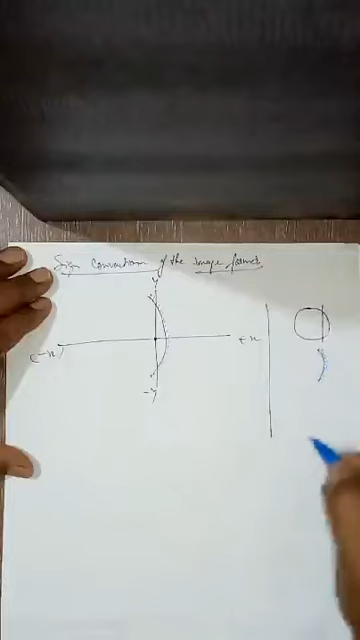 Sign Convention of the image formed
y
(-x)
+x
-y